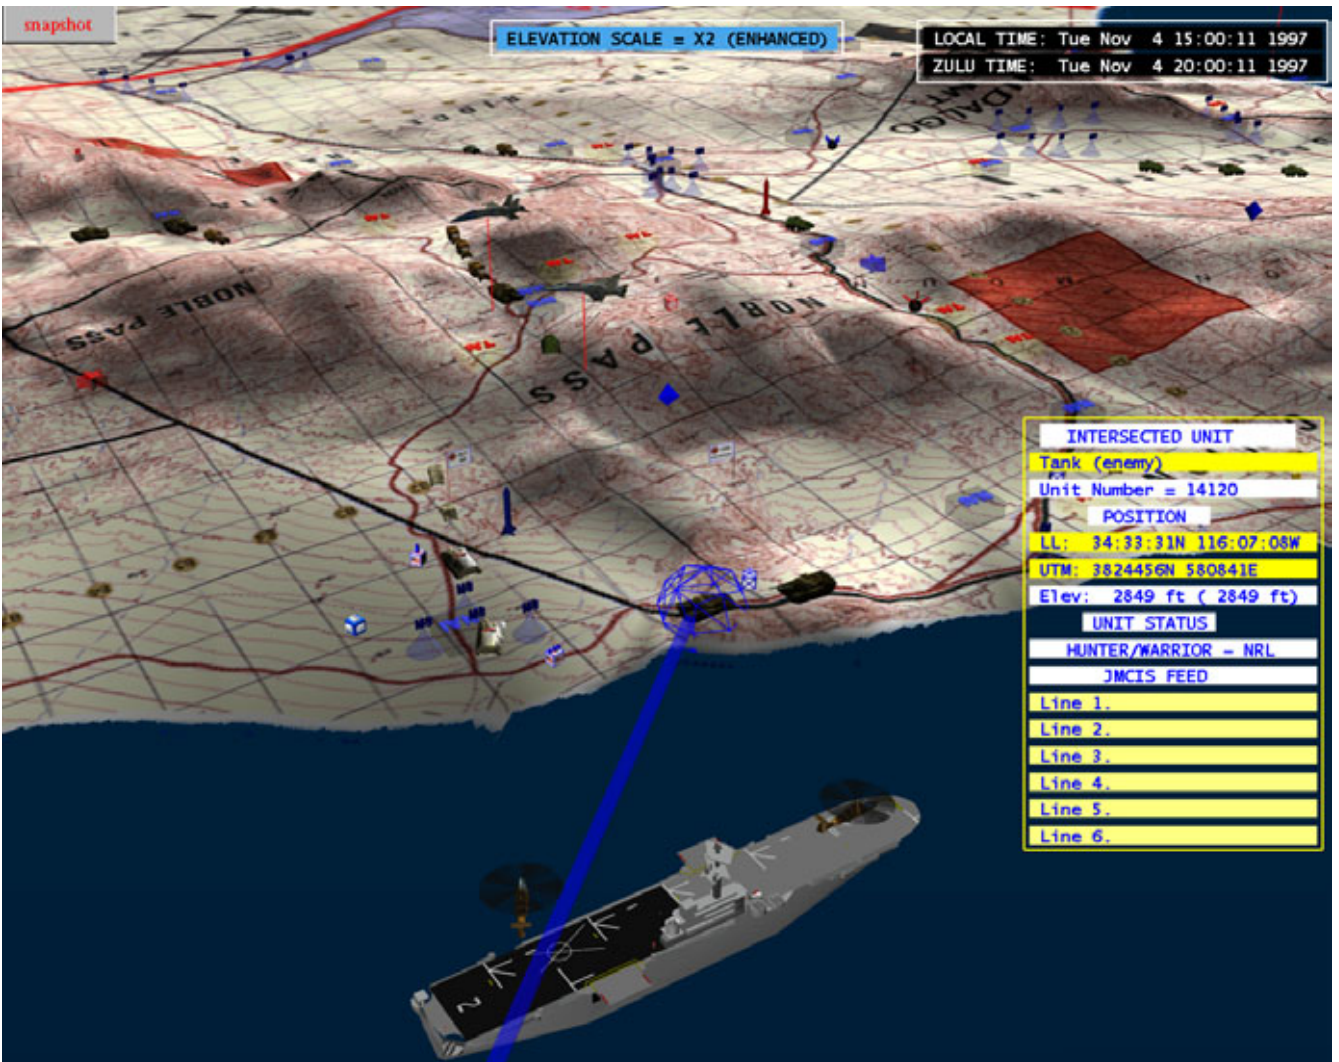 snapshot
ELEVATION SCALE = X2 (ENHANCED)
LOCAL TIME: Tue Nov 4 15:00:11 1997
ZULU TIME: Tue Nov 4 20:00:11 1997
NOBLE PASS
NOBLE PASS
INTERSECTED UNIT
Tank (enemy)
Unit Number = 14120
POSITION
LL: 34:33:31N 116:07:08W
UTM: 3824456N 580841E
Elev: 2849 ft ( 2849 ft)
UNIT STATUS
HUNTER/WARRIOR - NRL
JMCIS FEED
Line 1.
Line 2.
Line 3.
Line 4.
Line 5.
Line 6.
2